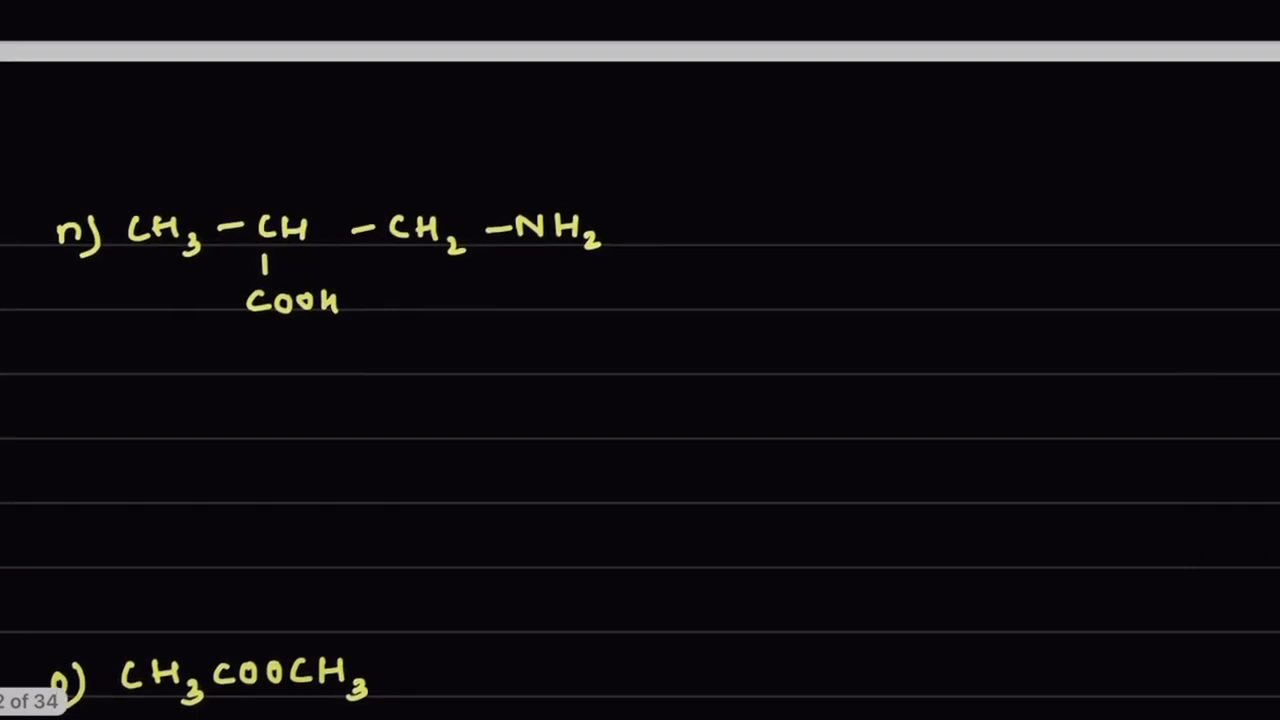 n) CH₃ – CH – CH₂ – NH₂
|
COOH
o) CH₃COOCH₃
2 of 34